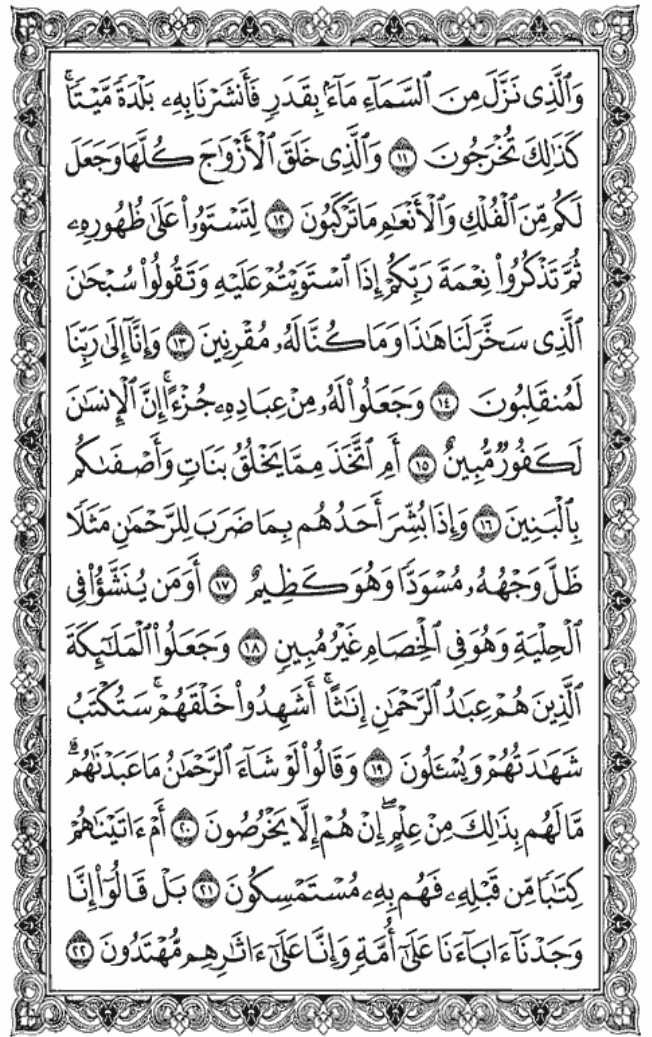 وَٱلَّذِى نَزَّلَ مِنَ ٱلسَّمَآءِ مَآءًۢ بِقَدَرٍ فَأَنشَرْنَا بِهِۦ بَلْدَةً مَّيْتًا ۚ
كَذَٰلِكَ تُخْرَجُونَ ١١ وَٱلَّذِى خَلَقَ ٱلْأَزْوَٰجَ كُلَّهَا وَجَعَلَ
لَكُم مِّنَ ٱلْفُلْكِ وَٱلْأَنْعَٰمِ مَا تَرْكَبُونَ ١٢ لِتَسْتَوُۥا۟ عَلَىٰ ظُهُورِهِۦ
ثُمَّ تَذْكُرُوا۟ نِعْمَةَ رَبِّكُمْ إِذَا ٱسْتَوَيْتُمْ عَلَيْهِ وَتَقُولُوا۟ سُبْحَٰنَ
ٱلَّذِى سَخَّرَ لَنَا هَٰذَا وَمَا كُنَّا لَهُۥ مُقْرِنِينَ ١٣ وَإِنَّآ إِلَىٰ رَبِّنَا
لَمُنقَلِبُونَ ١٤ وَجَعَلُوا۟ لَهُۥ مِنْ عِبَادِهِۦ جُزْءًا ۚ إِنَّ ٱلْإِنسَٰنَ
لَكَفُورٌ مُّبِينٌ ١٥ أَمِ ٱتَّخَذَ مِمَّا يَخْلُقُ بَنَاتٍ وَأَصْفَىٰكُم
بِٱلْبَنِينَ ١٦ وَإِذَا بُشِّرَ أَحَدُهُم بِمَا ضَرَبَ لِلرَّحْمَٰنِ مَثَلًا
ظَلَّ وَجْهُهُۥ مُسْوَدًّا وَهُوَ كَظِيمٌ ١٧ أَوَمَن يُنَشَّؤُا۟ فِى
ٱلْحِلْيَةِ وَهُوَ فِى ٱلْخِصَامِ غَيْرُ مُبِينٍ ١٨ وَجَعَلُوا۟ ٱلْمَلَٰٓئِكَةَ
ٱلَّذِينَ هُمْ عِبَٰدُ ٱلرَّحْمَٰنِ إِنَٰثًا ۚ أَشَهِدُوا۟ خَلْقَهُمْ ۚ سَتُكْتَبُ
شَهَٰدَتُهُمْ وَيُسْـَٔلُونَ ١٩ وَقَالُوا۟ لَوْ شَآءَ ٱلرَّحْمَٰنُ مَا عَبَدْنَٰهُم ۗ
مَّا لَهُم بِذَٰلِكَ مِنْ عِلْمٍ ۖ إِنْ هُمْ إِلَّا يَخْرُصُونَ ٢٠ أَمْ ءَاتَيْنَٰهُمْ
كِتَٰبًا مِّن قَبْلِهِۦ فَهُم بِهِۦ مُسْتَمْسِكُونَ ٢١ بَلْ قَالُوٓا۟ إِنَّا
وَجَدْنَآ ءَابَآءَنَا عَلَىٰٓ أُمَّةٍ وَإِنَّا عَلَىٰٓ ءَاثَٰرِهِم مُّهْتَدُونَ ٢٢